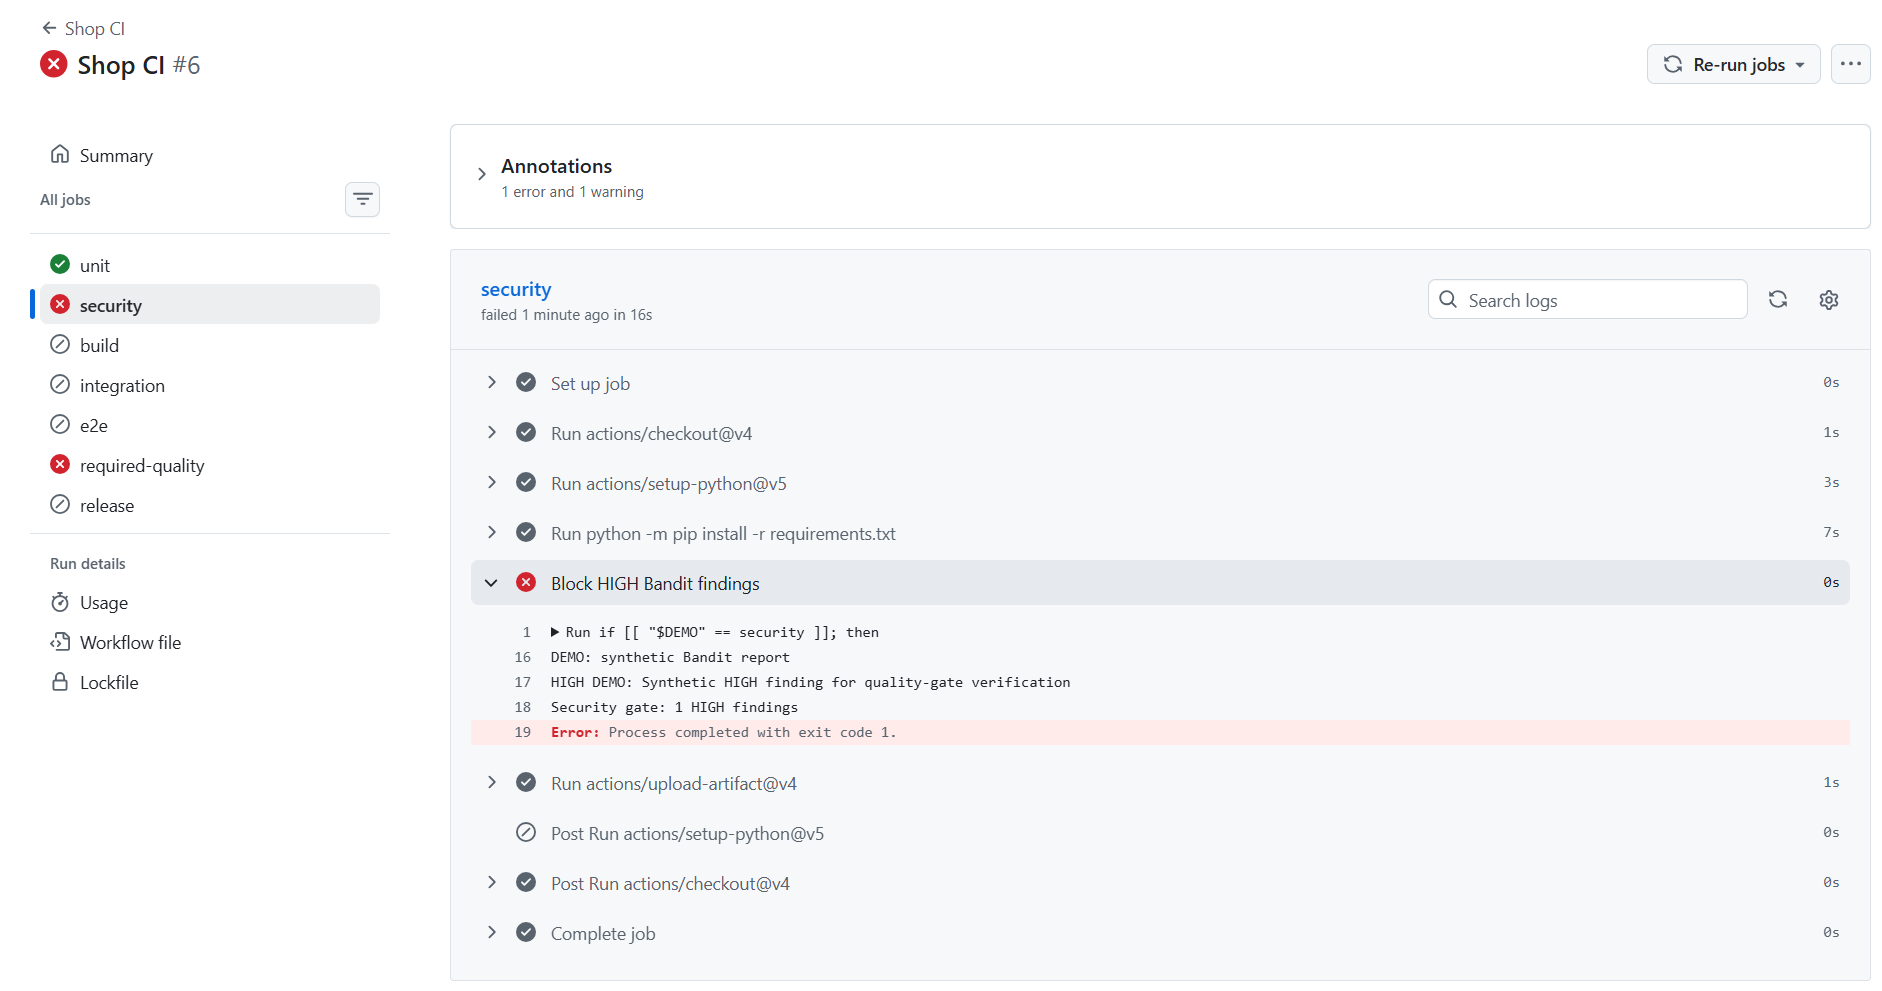 Shop CI
Shop CI #6
Re-run jobs
Summary
All jobs
unit
security
build
integration
e2e
required-quality
release
Run details
Usage
Workflow file
Lockfile
Annotations
1 error and 1 warning
security
failed 1 minute ago in 16s
Search logs
Set up job 0s
Run actions/checkout@v4 1s
Run actions/setup-python@v5 3s
Run python -m pip install -r requirements.txt 7s
Block HIGH Bandit findings 0s
1 Run if [[ "$DEMO" == security ]]; then
16 DEMO: synthetic Bandit report
17 HIGH DEMO: Synthetic HIGH finding for quality-gate verification
18 Security gate: 1 HIGH findings
19 Error: Process completed with exit code 1.
Run actions/upload-artifact@v4 1s
Post Run actions/setup-python@v5 0s
Post Run actions/checkout@v4 0s
Complete job 0s